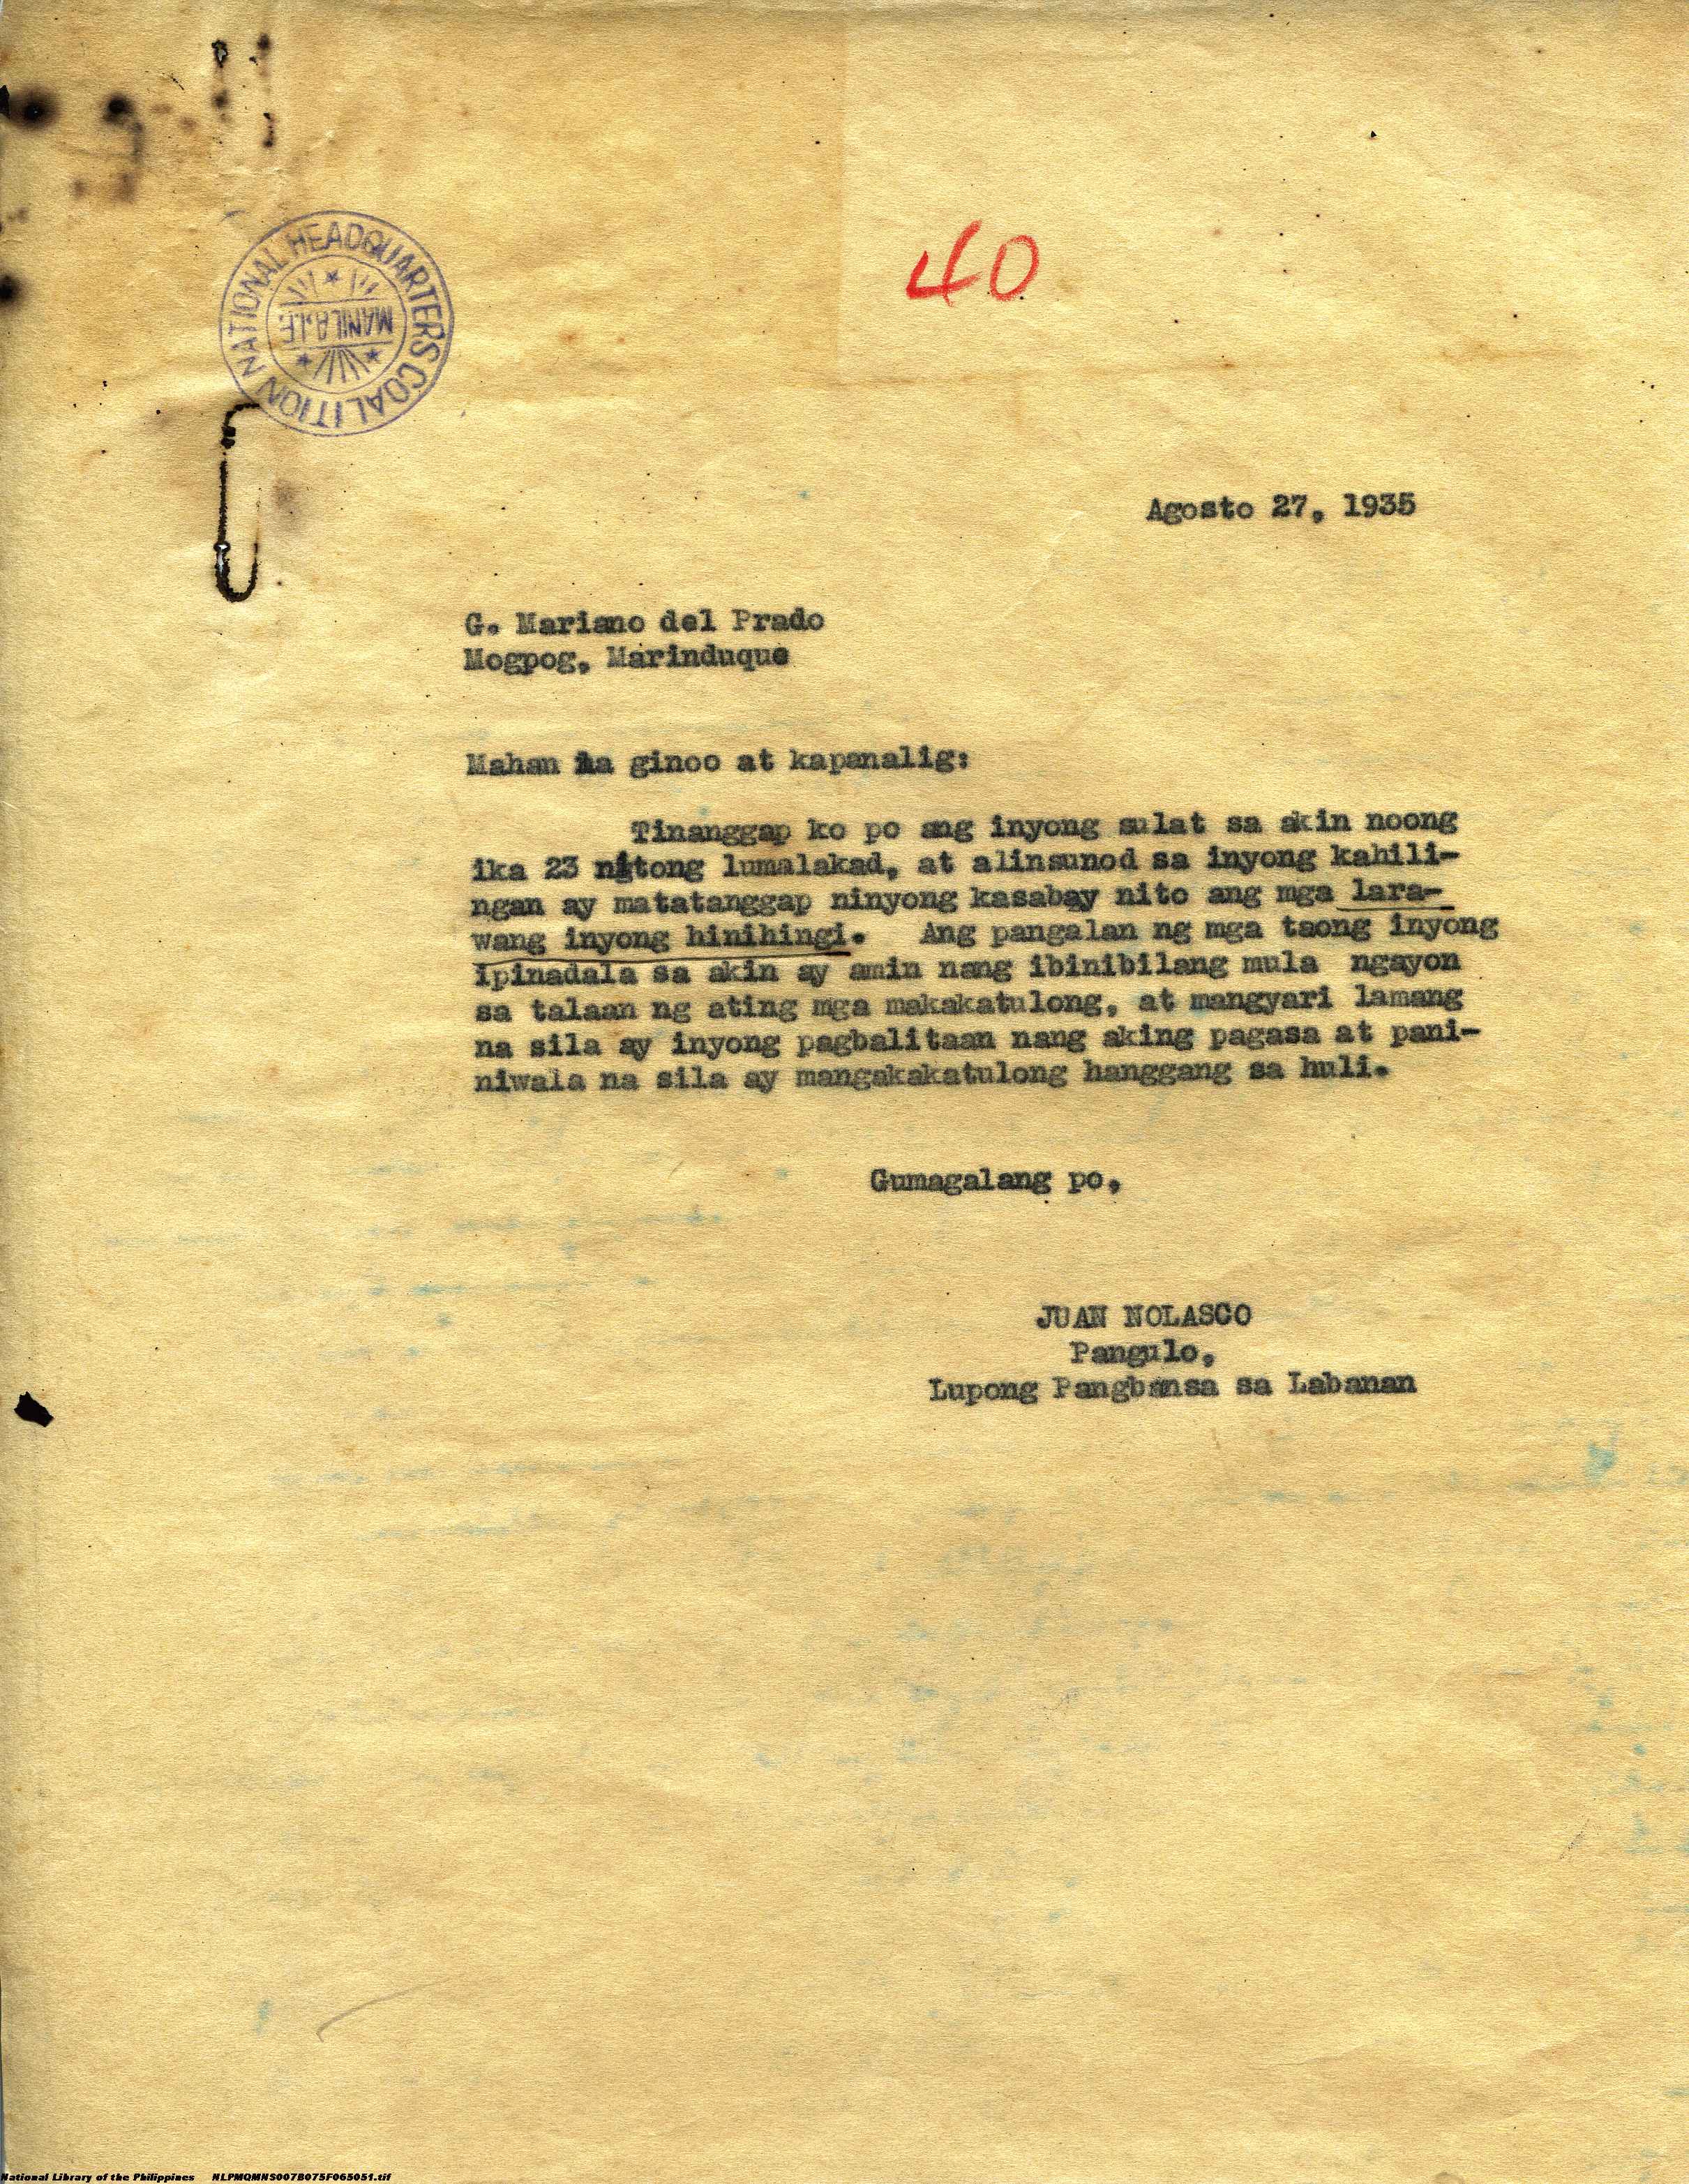 NATIONAL HEADQUARTERS COALITION
MANILA.I.F.
40
Agosto 27, 1935
G. Mariano del Prado
Mogpog, Marinduque
Mahan na ginoo at kapanalig:
Tinanggap ko po ang inyong sulat sa akin noong
ika 23 nitong lumalakad, at alinsunod sa inyong kahili-
ngan ay matatanggap ninyong kasabay nito ang mga lara-
wang inyong hinihingi. Ang pangalan ng mga taong inyong
ipinadala sa akin ay amin nang ibinibilang mula ngayon
sa talaan ng ating mga makakatulong, at mangyari lamang
na sila ay inyong pagbalitaan nang aking pagasa at pani-
niwala na sila ay mangakakatulong hanggang sa huli.
Gumagalang po,
JUAN NOLASCO
Pangulo,
Lupong Pangbansa sa Labanan
National Library of the Philippines NLPMQMNS007B075F065051.tif